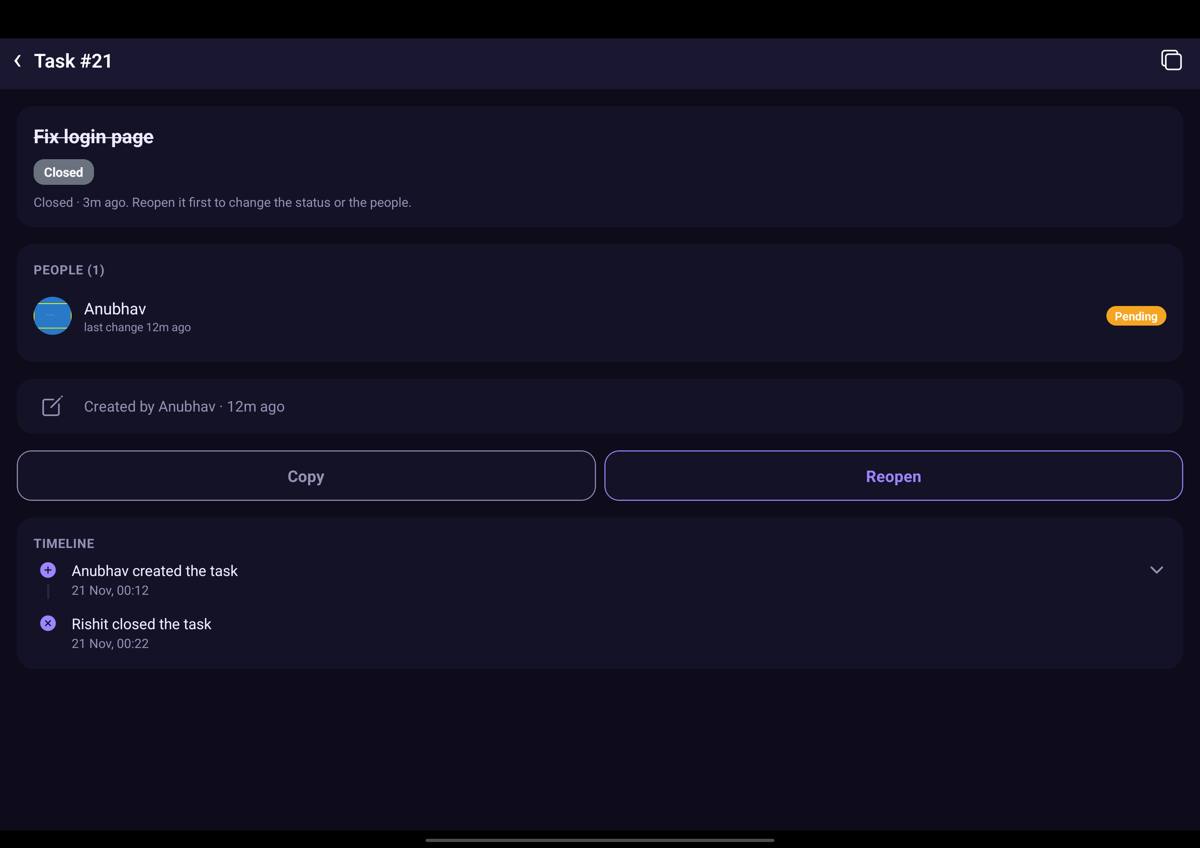 Task #21
Fix login page
Closed
Closed · 3m ago. Reopen it first to change the status or the people.
PEOPLE (1)
Anubhav
last change 12m ago
Pending
Created by Anubhav · 12m ago
Copy
Reopen
TIMELINE
Anubhav created the task
21 Nov, 00:12
Rishit closed the task
21 Nov, 00:22